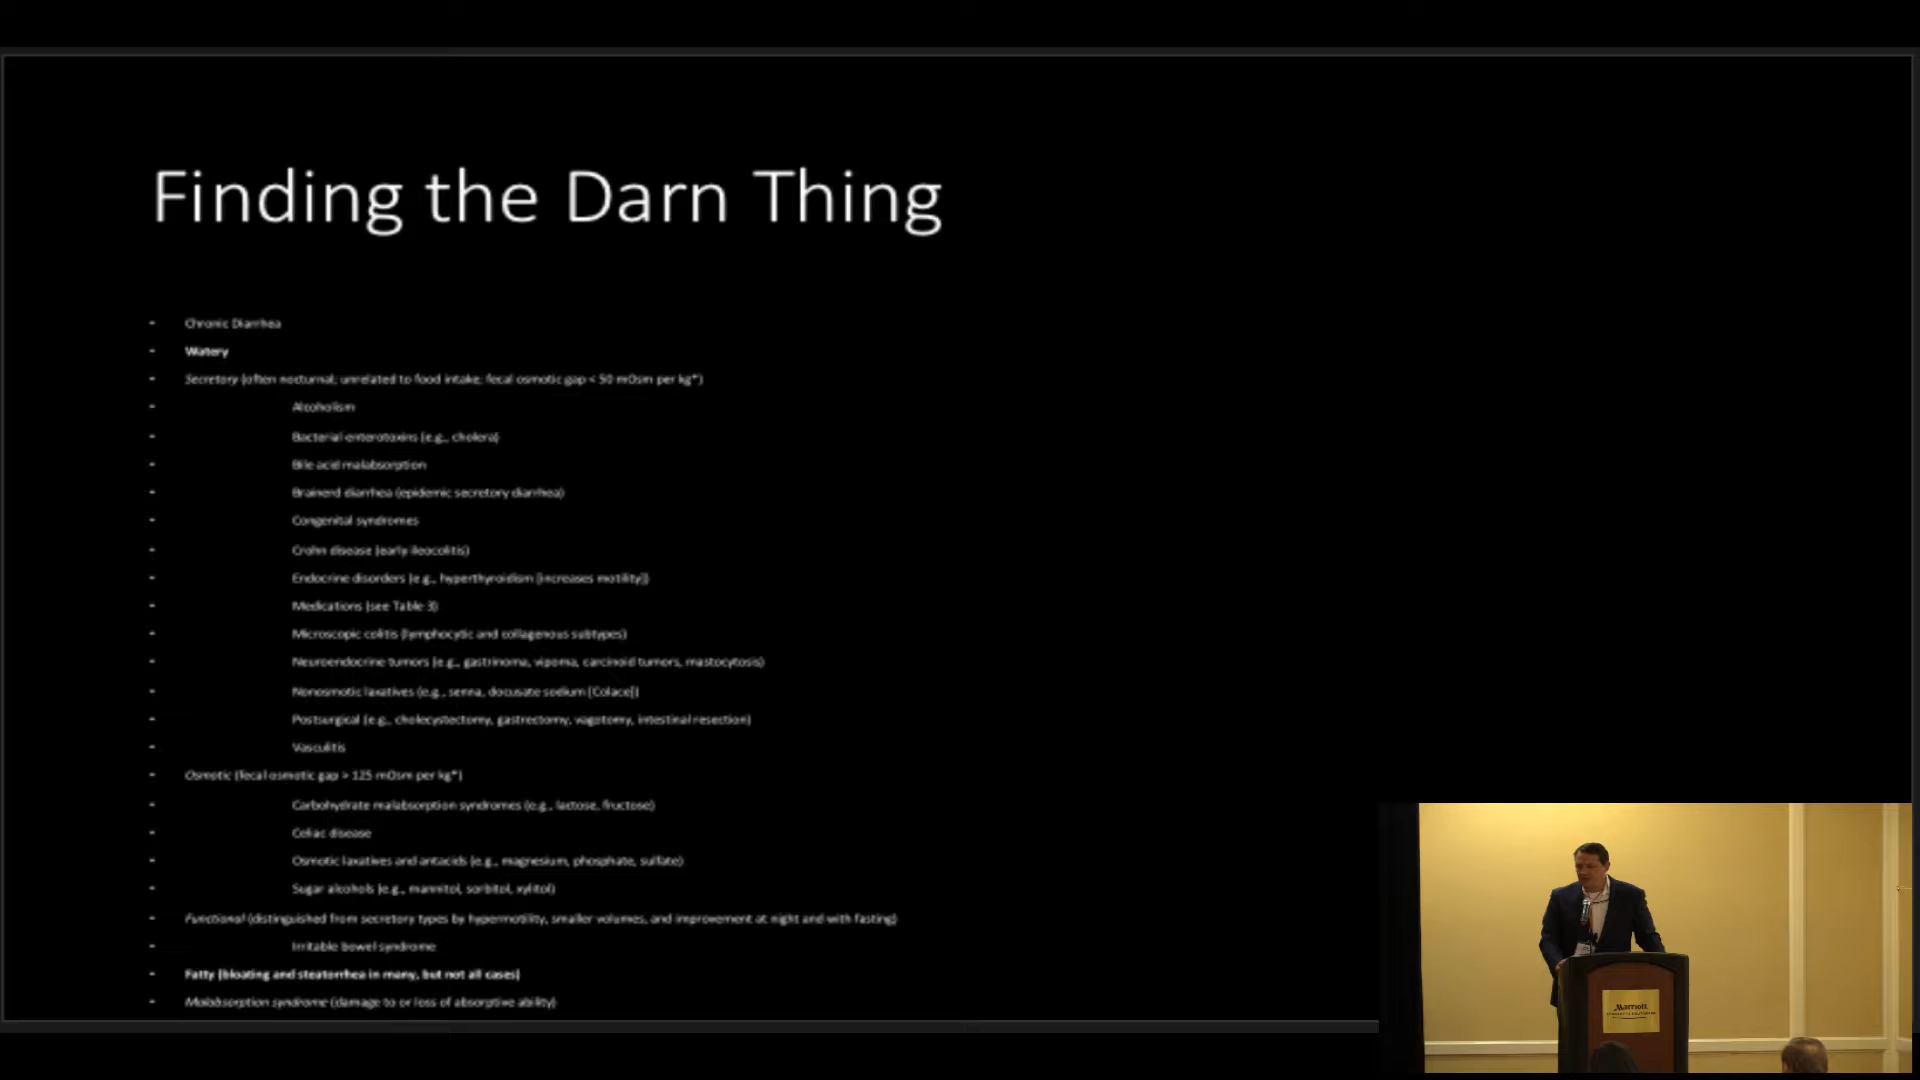 Finding the Darn Thing
- Chronic Diarrhea
- Watery
- Secretory (often nocturnal; unrelated to food intake; fecal osmotic gap < 50 mOsm per kg*)
- Alcoholism
- Bacterial enterotoxins (e.g., cholera)
- Bile acid malabsorption
- Brainerd diarrhea (epidemic secretory diarrhea)
- Congenital syndromes
- Crohn disease (early ileocolitis)
- Endocrine disorders (e.g., hyperthyroidism [increases motility])
- Medications (see Table 3)
- Microscopic colitis (lymphocytic and collagenous subtypes)
- Neuroendocrine tumors (e.g., gastrinoma, vipoma, carcinoid tumors, mastocytosis)
- Nonosmotic laxatives (e.g., senna, docusate sodium [Colace])
- Postsurgical (e.g., cholecystectomy, gastrectomy, vagotomy, intestinal resection)
- Vasculitis
- Osmotic (fecal osmotic gap > 125 mOsm per kg*)
- Carbohydrate malabsorption syndromes (e.g., lactose, fructose)
- Celiac disease
- Osmotic laxatives and antacids (e.g., magnesium, phosphate, sulfate)
- Sugar alcohols (e.g., mannitol, sorbitol, xylitol)
- Functional (distinguished from secretory types by hypermotility, smaller volumes, and improvement at night and with fasting)
- Irritable bowel syndrome
- Fatty (bloating and steatorrhea in many, but not all cases)
- Malabsorption syndrome (damage to or loss of absorptive ability)
Marriott